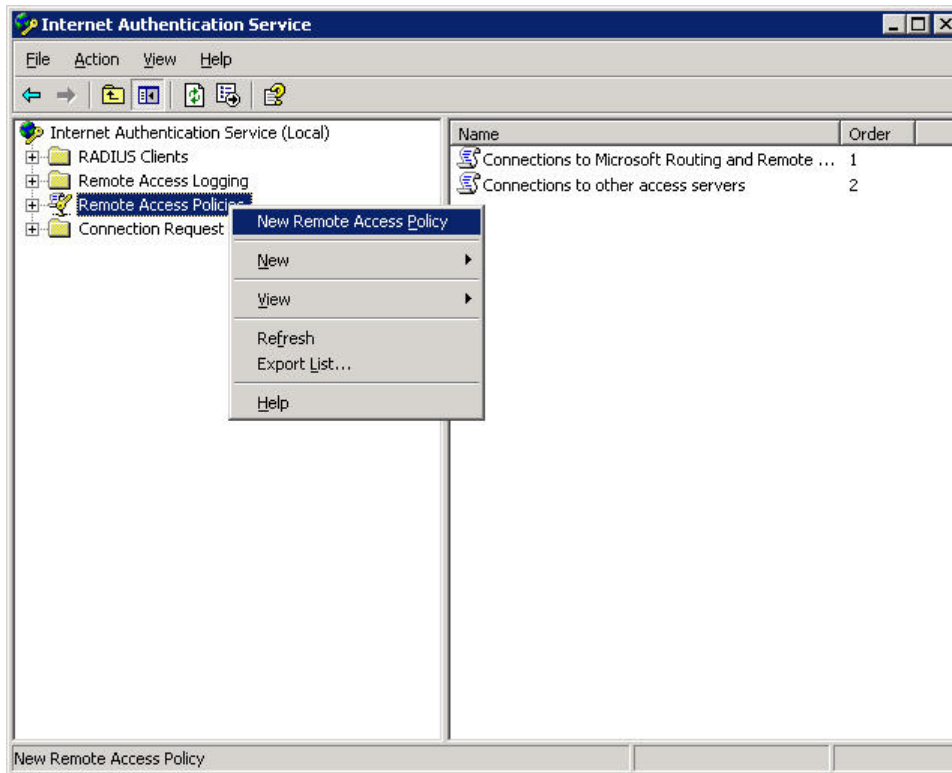 Internet Authentication Service
File Action View Help
Internet Authentication Service (Local)
RADIUS Clients
Remote Access Logging
Remote Access Policies
Connection Request
New Remote Access Policy
New
View
Refresh
Export List...
Help
Name Order
Connections to Microsoft Routing and Remote ... 1
Connections to other access servers 2
New Remote Access Policy